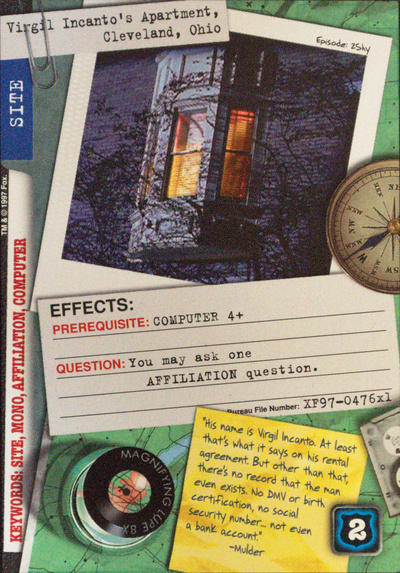 Virgil Incanto's Apartment,
Cleveland, Ohio
Episode: 2Shy
SITE
TM & © 1997 Fox.
KEYWORDS: SITE, MONO, AFFILIATION, COMPUTER
EFFECTS:
PREREQUISITE: COMPUTER 4+
QUESTION: You may ask one
AFFILIATION question.
Bureau File Number: XF97-0476x1
MAGNIFYING LUPE 8X
"His name is Virgil Incanto. At least
that's what it says on his rental
agreement. But other than that,
there's no record that the man
even exists. No DMV or birth
certification, no social
security number... not even
a bank account."
-Mulder
2
SW
W